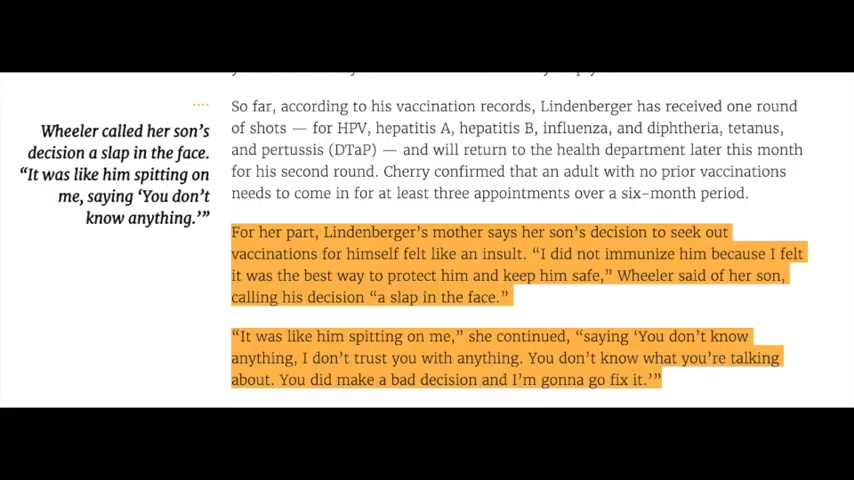 Wheeler called her son’s
decision a slap in the face.
“It was like him spitting on
me, saying ‘You don’t
know anything.’”
So far, according to his vaccination records, Lindenberger has received one round
of shots — for HPV, hepatitis A, hepatitis B, influenza, and diphtheria, tetanus,
and pertussis (DTaP) — and will return to the health department later this month
for his second round. Cherry confirmed that an adult with no prior vaccinations
needs to come in for at least three appointments over a six-month period.
For her part, Lindenberger’s mother says her son’s decision to seek out
vaccinations for himself felt like an insult. “I did not immunize him because I felt
it was the best way to protect him and keep him safe,” Wheeler said of her son,
calling his decision “a slap in the face.”
“It was like him spitting on me,” she continued, “saying ‘You don’t know
anything, I don’t trust you with anything. You don’t know what you’re talking
about. You did make a bad decision and I’m gonna go fix it.’”